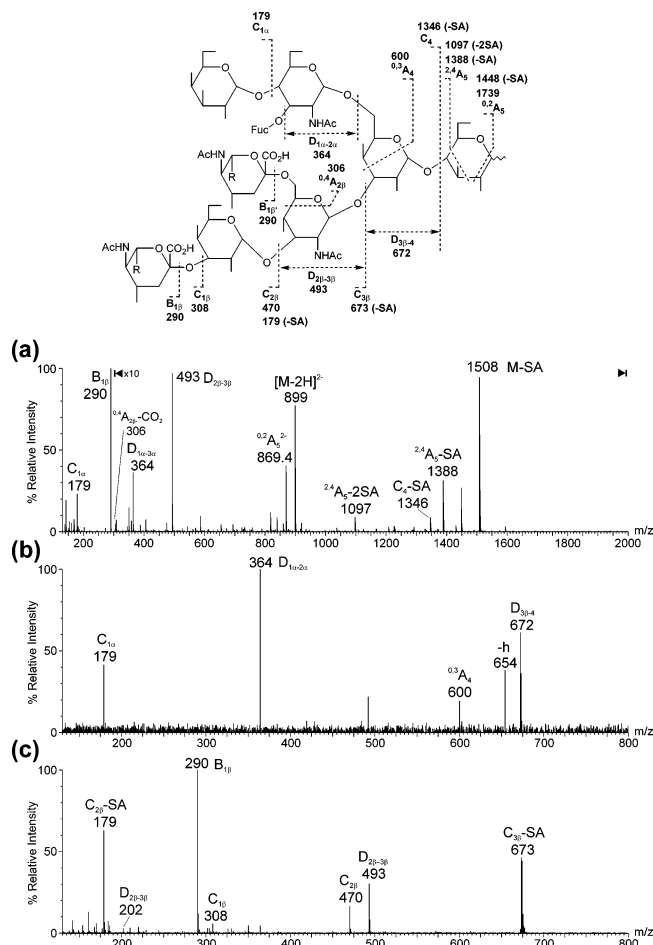 179
C1α
1346 (-SA)
C4
1097 (-2SA)
1388 (-SA)
2,4A5
1448 (-SA)
1739
0,2A5
600
0,3A4
O
O
O
O
O
O
Fuc
O
NHAc
D1α-2α
364
O
O
O
O
AcHN
CO2H
O
R
O
306
0,4A2β
O
B1β'
290
O
O
D3β-4
672
AcHN
CO2H
O
R
O
O
O
NHAc
D2β-3β
493
B1β
290
C1β
308
C2β
470
179 (-SA)
C3β
673 (-SA)
(a)
% Relative Intensity
100
50
0
B1β
290
x10
0,4A2β-CO2
306
C1α
179
D1α-3α
364
493 D2β-3β
0,2A5 2-
869.4
[M-2H]2-
899
2,4A5-2SA
1097
C4-SA
1346
2,4A5-SA
1388
1508 M-SA
200 400 600 800 1000 1200 1400 1600 1800 2000 m/z
(b)
% Relative Intensity
100
50
0
C1α
179
364 D1α-2α
0,3A4
600
-h
654
D3β-4
672
200 300 400 500 600 700 800 m/z
(c)
% Relative Intensity
100
50
0
C2β-SA
179
D2β-3β
202
290 B1β
C1β
308
C2β
470
D2β-3β
493
C3β-SA
673
200 300 400 500 600 700 800 m/z